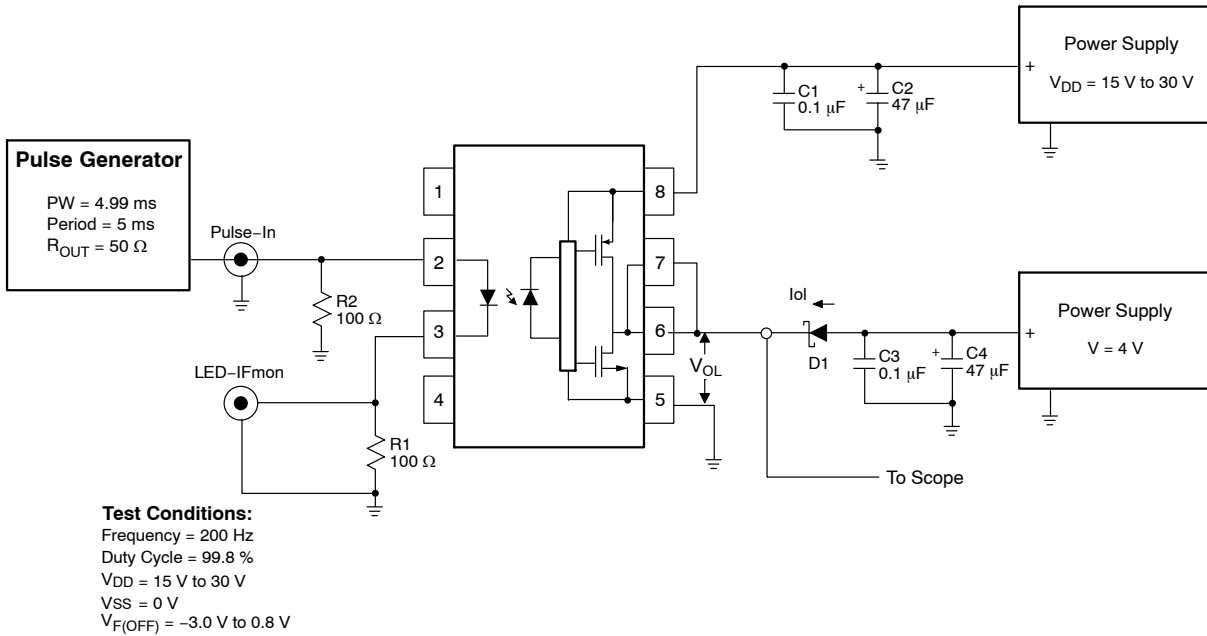 Power Supply
VDD = 15 V to 30 V
+
C1
0.1 μF
+
C2
47 μF
Pulse Generator
PW = 4.99 ms
Period = 5 ms
ROUT = 50 Ω
Pulse−In
R2
100 Ω
LED−IFmon
R1
100 Ω
1
2
3
4
8
7
6
5
VOL
Iol
D1
C3
0.1 μF
+
C4
47 μF
+
Power Supply
V = 4 V
To Scope
Test Conditions:
Frequency = 200 Hz
Duty Cycle = 99.8 %
VDD = 15 V to 30 V
VSS = 0 V
VF(OFF) = −3.0 V to 0.8 V